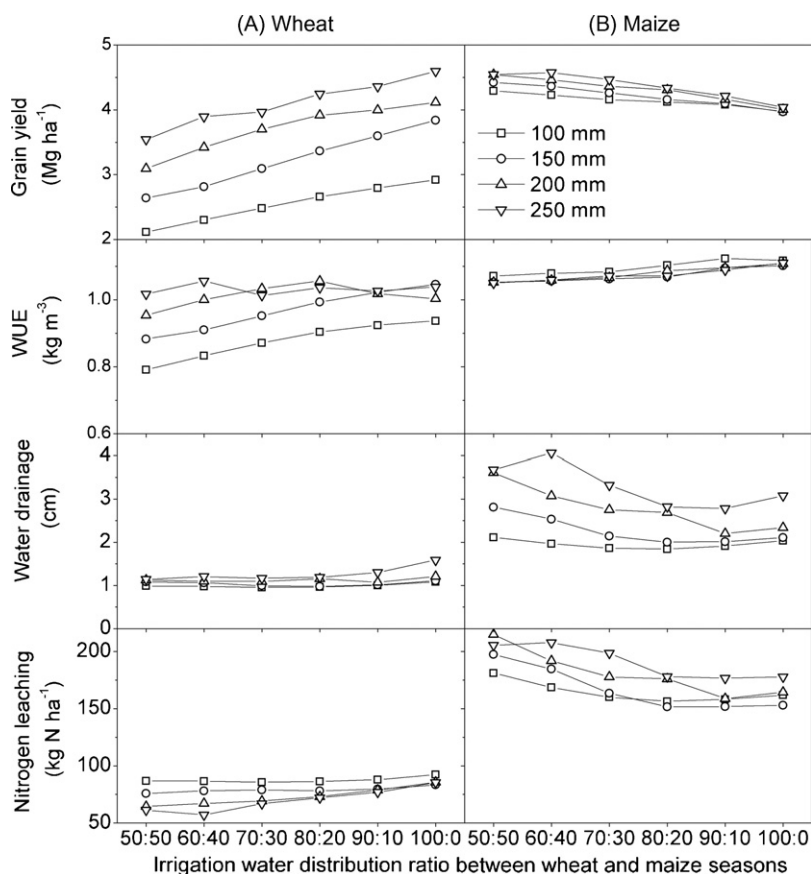 (A) Wheat
(B) Maize
Grain yield
(Mg ha⁻¹)
5
4
3
2
100 mm
150 mm
200 mm
250 mm
WUE
(kg m⁻³)
1.0
0.8
0.6
Water drainage
(cm)
4
3
2
1
0
Nitrogen leaching
(kg N ha⁻¹)
200
150
100
50
50:50 60:40 70:30 80:20 90:10 100:0
50:50 60:40 70:30 80:20 90:10 100:0
Irrigation water distribution ratio between wheat and maize seasons